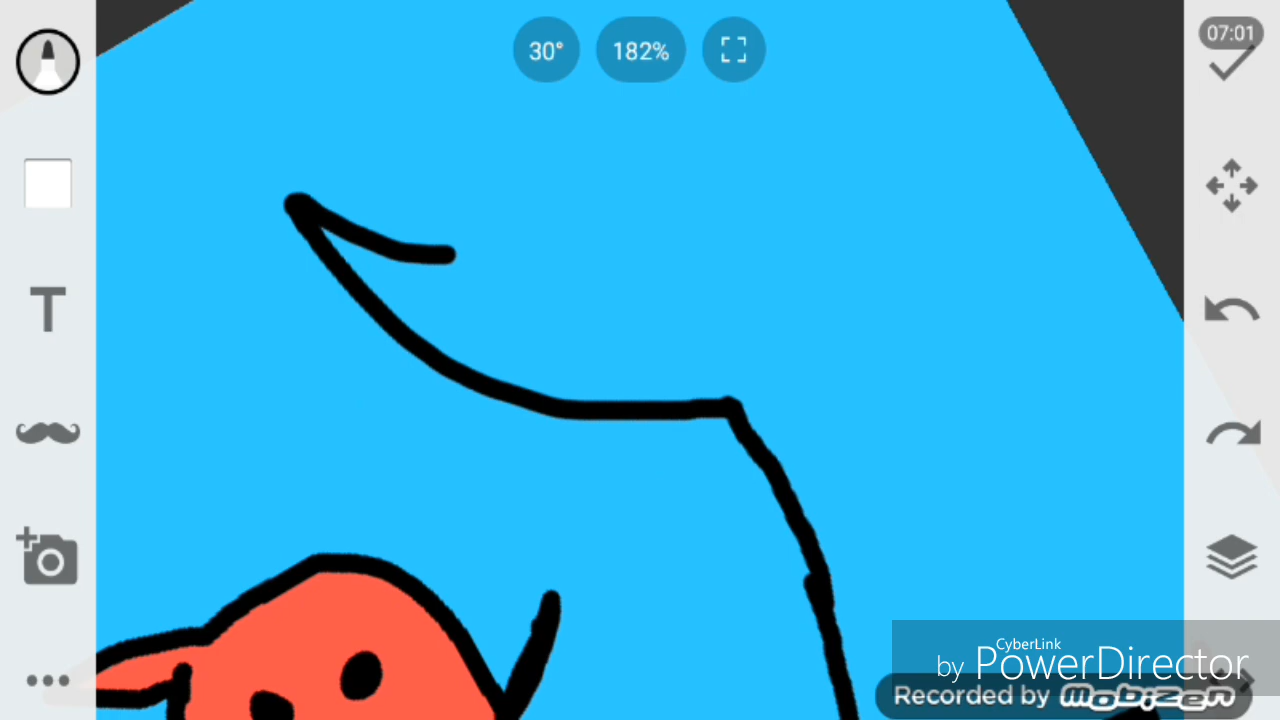 07:01
30°
182%
T
CyberLink
by PowerDirector
Recorded by Mobizen